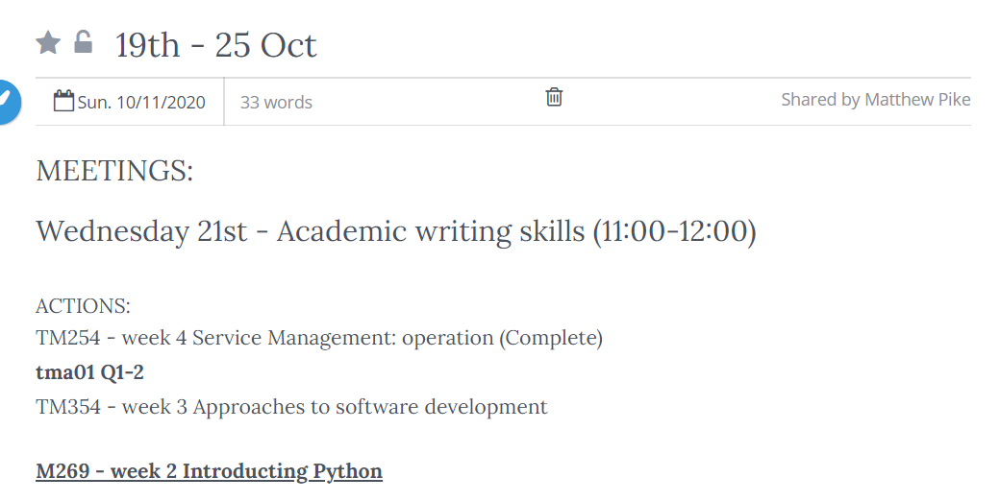 19th - 25 Oct
Sun. 10/11/2020 33 words Shared by Matthew Pike
MEETINGS:
Wednesday 21st - Academic writing skills (11:00-12:00)
ACTIONS:
TM254 - week 4 Service Management: operation (Complete)
tma01 Q1-2
TM354 - week 3 Approaches to software development
M269 - week 2 Introducting Python